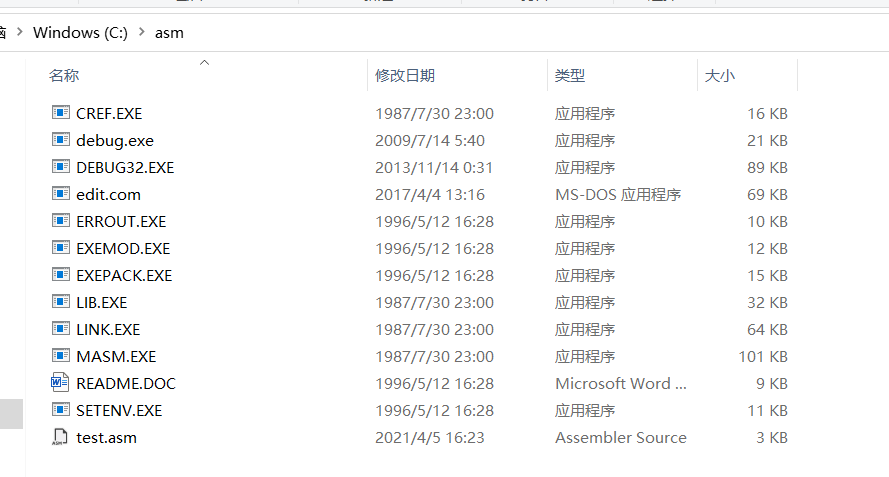 Windows (C:) > asm
名称 修改日期 类型 大小
CREF.EXE 1987/7/30 23:00 应用程序 16 KB
debug.exe 2009/7/14 5:40 应用程序 21 KB
DEBUG32.EXE 2013/11/14 0:31 应用程序 89 KB
edit.com 2017/4/4 13:16 MS-DOS 应用程序 69 KB
ERROUT.EXE 1996/5/12 16:28 应用程序 10 KB
EXEMOD.EXE 1996/5/12 16:28 应用程序 12 KB
EXEPACK.EXE 1996/5/12 16:28 应用程序 15 KB
LIB.EXE 1987/7/30 23:00 应用程序 32 KB
LINK.EXE 1987/7/30 23:00 应用程序 64 KB
MASM.EXE 1987/7/30 23:00 应用程序 101 KB
README.DOC 1996/5/12 16:28 Microsoft Word ... 9 KB
SETENV.EXE 1996/5/12 16:28 应用程序 11 KB
test.asm 2021/4/5 16:23 Assembler Source 3 KB